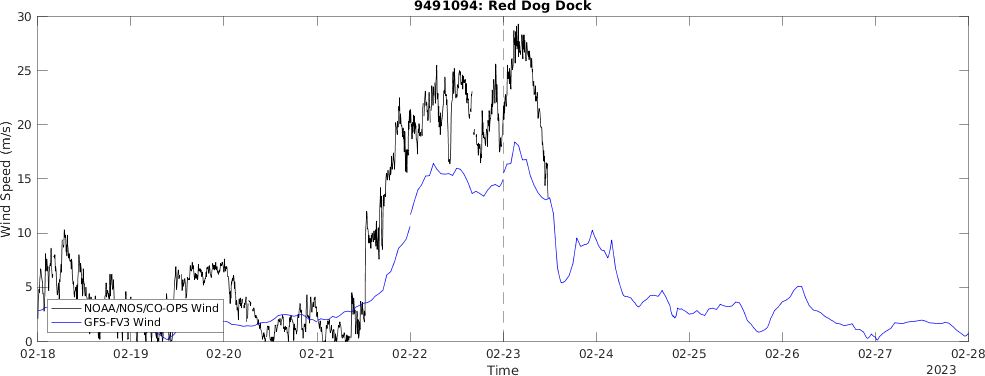 9491094: Red Dog Dock
30
25
20
15
10
5
0
Wind Speed (m/s)
NOAA/NOS/CO-OPS Wind
GFS-FV3 Wind
02-18 02-19 02-20 02-21 02-22 02-23 02-24 02-25 02-26 02-27 02-28
Time
2023